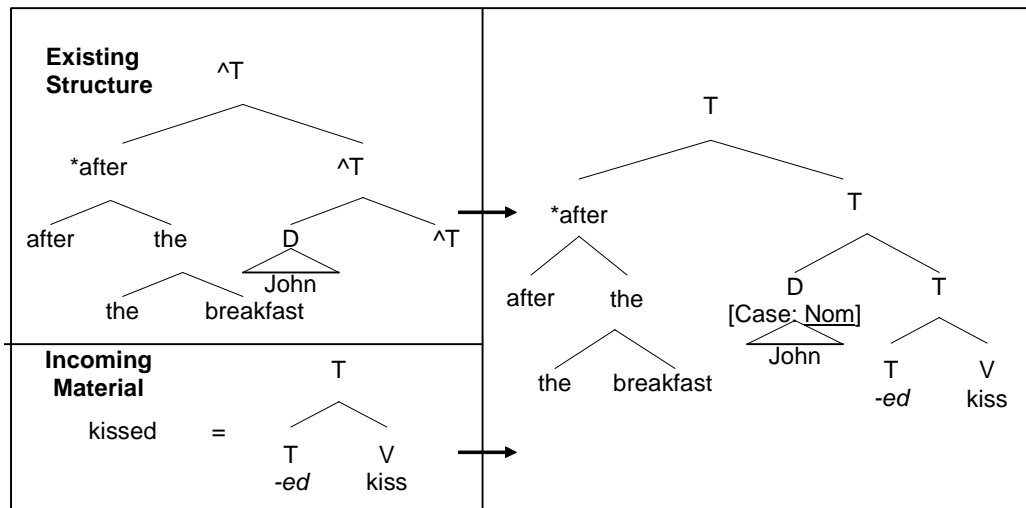 Existing
Structure
^T
*after ^T
after the D ^T
John
the breakfast
Incoming
Material
T
kissed =
T V
-ed kiss
T
*after T
after the D T
[Case: Nom]
John
the breakfast T V
-ed kiss